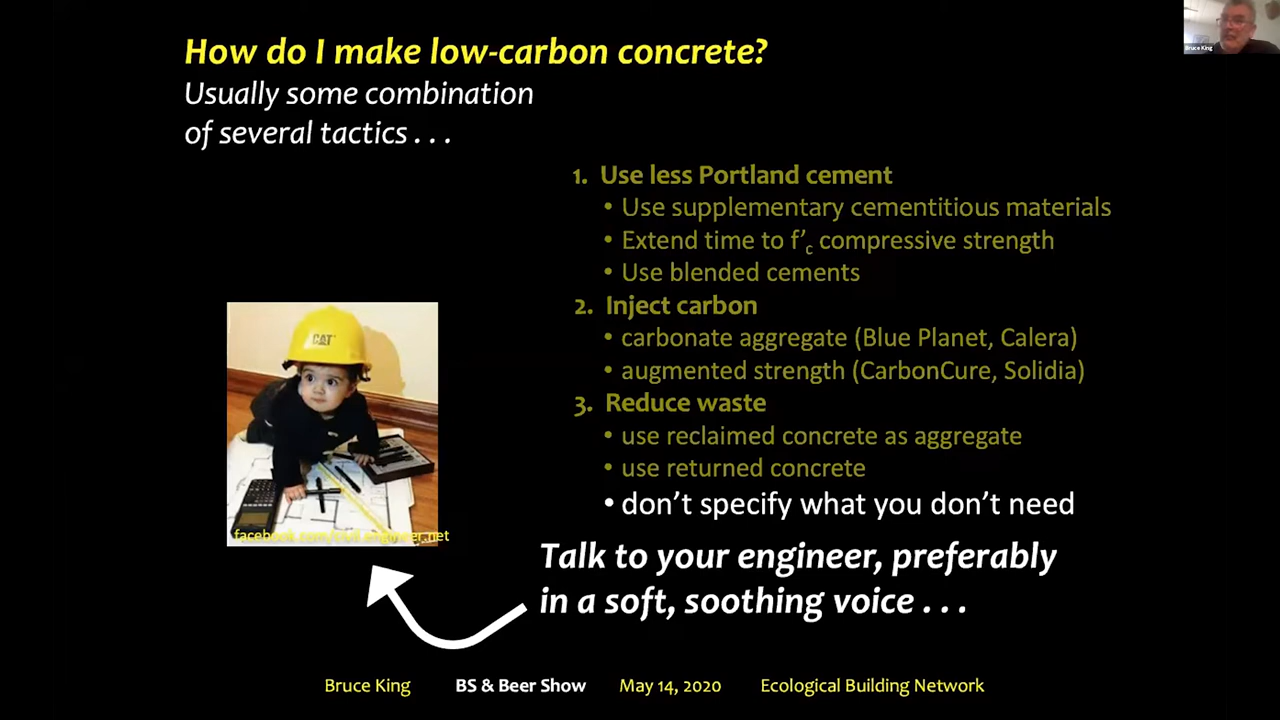 How do I make low-carbon concrete?
Usually some combination
of several tactics . . .
1. Use less Portland cement
• Use supplementary cementitious materials
• Extend time to f’c compressive strength
• Use blended cements
2. Inject carbon
• carbonate aggregate (Blue Planet, Calera)
• augmented strength (CarbonCure, Solidia)
3. Reduce waste
• use reclaimed concrete as aggregate
• use returned concrete
• don’t specify what you don’t need
CAT
Talk to your engineer, preferably
in a soft, soothing voice . . .
Bruce King BS & Beer Show May 14, 2020 Ecological Building Network
Bruce King